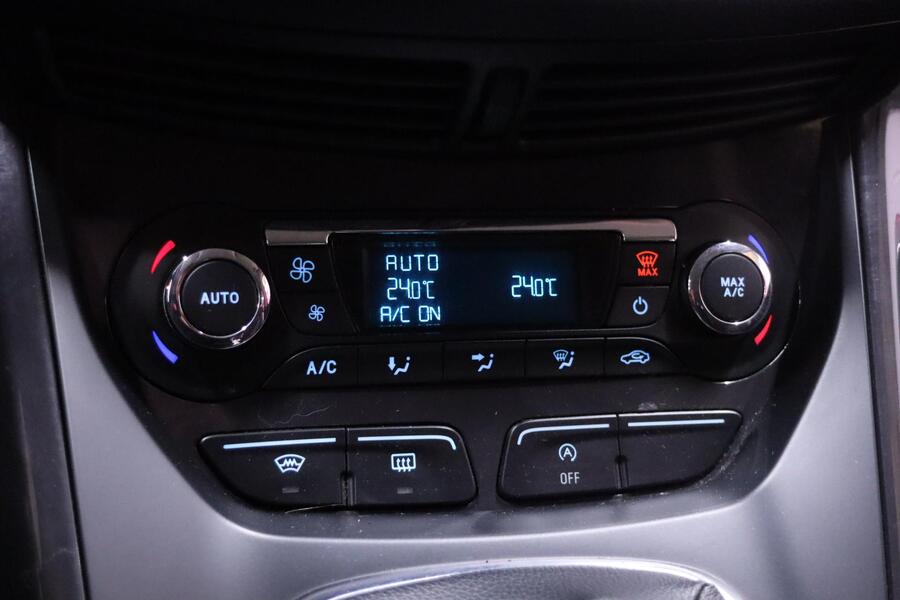 AUTO
AUTO
24.0°C
24.0°C
A/C ON
MAX
MAX
A/C
A/C
OFF